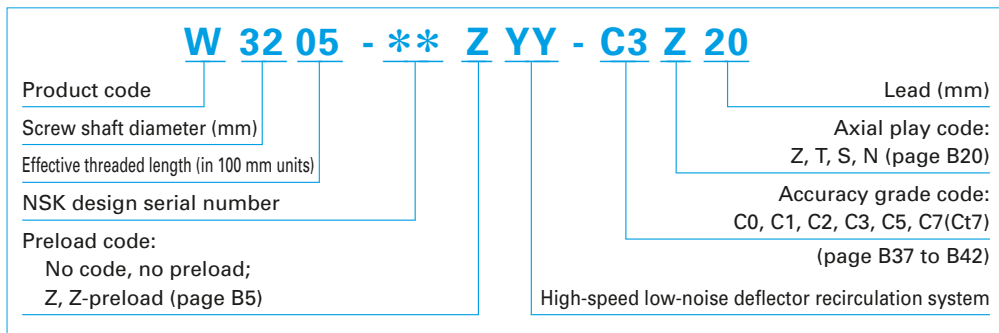 W 32 05 - ** Z YY - C3 Z 20
Product code
Screw shaft diameter (mm)
Effective threaded length (in 100 mm units)
NSK design serial number
Preload code:
No code, no preload;
Z, Z-preload (page B5)
Lead (mm)
Axial play code:
Z, T, S, N (page B20)
Accuracy grade code:
C0, C1, C2, C3, C5, C7(Ct7)
(page B37 to B42)
High-speed low-noise deflector recirculation system